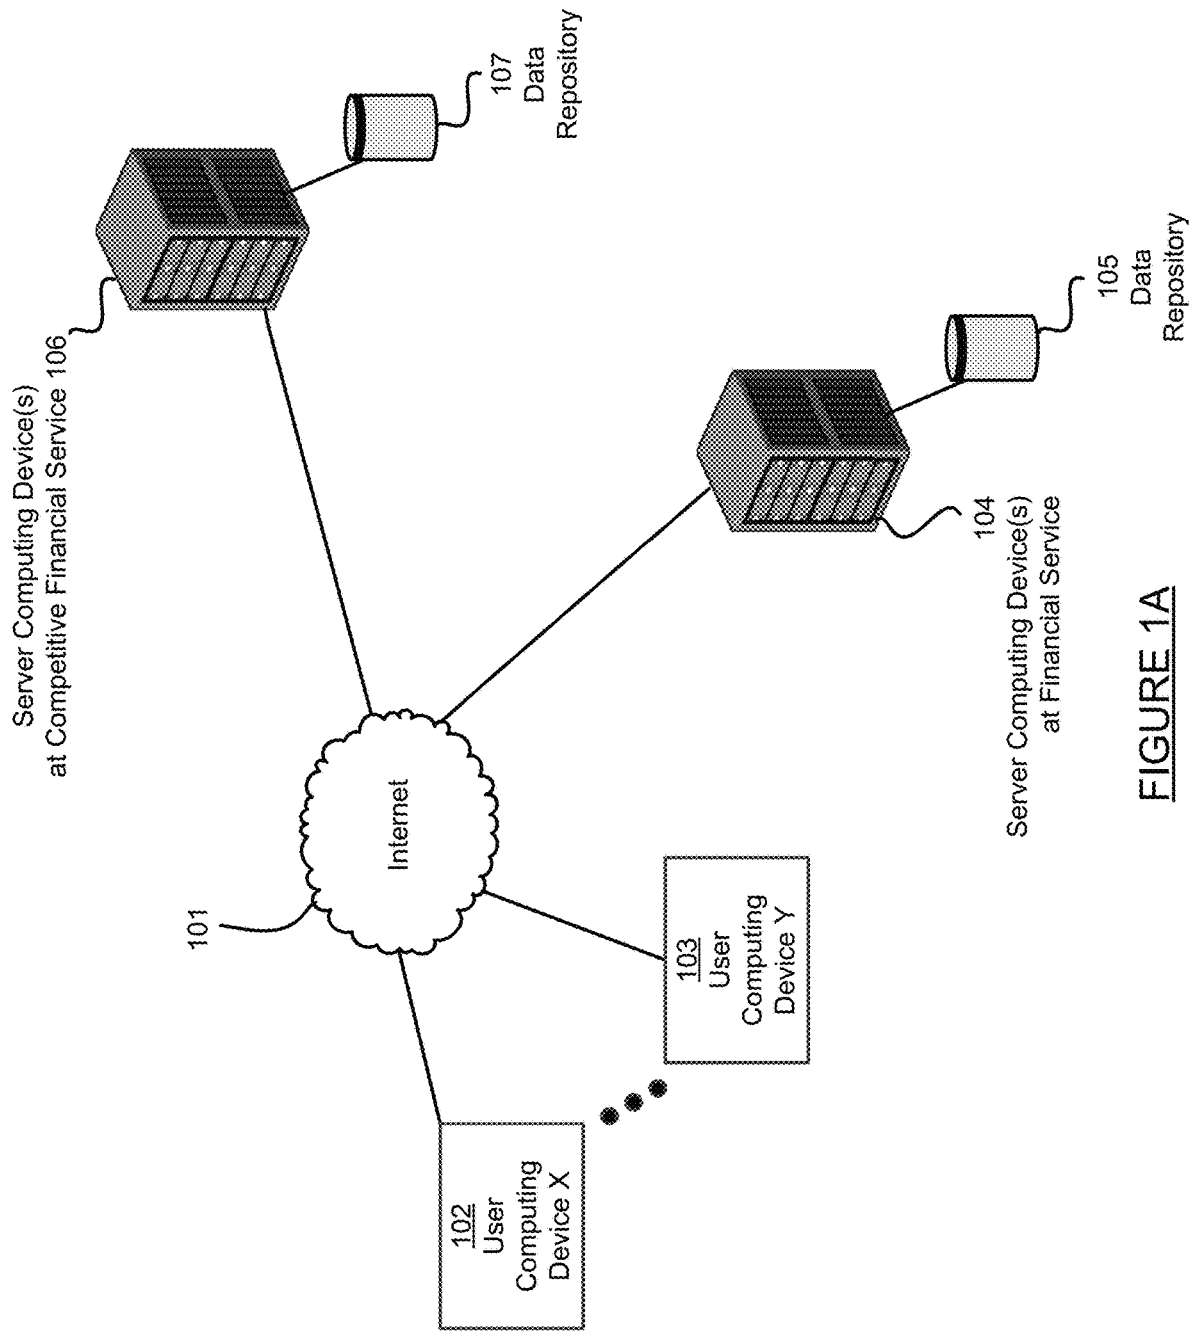 Server Computing Device(s)
at Competitive Financial Service 106
107
Data
Repository
101
Internet
102
User
Computing
Device X
103
User
Computing
Device Y
104
Server Computing Device(s)
at Financial Service
105
Data
Repository
FIGURE 1A